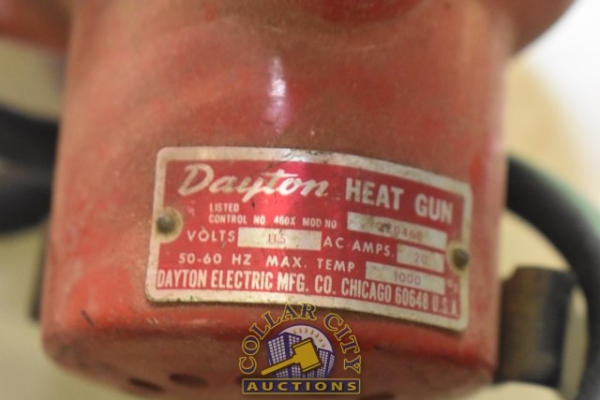 Dayton HEAT GUN
LISTED
CONTROL NO 460X MOD NO
VOLTS 115 AC AMPS. 20
50-60 HZ MAX. TEMP 1000
DAYTON ELECTRIC MFG. CO. CHICAGO 60648 U.S.A.
COLLAR CITY
AUCTIONS